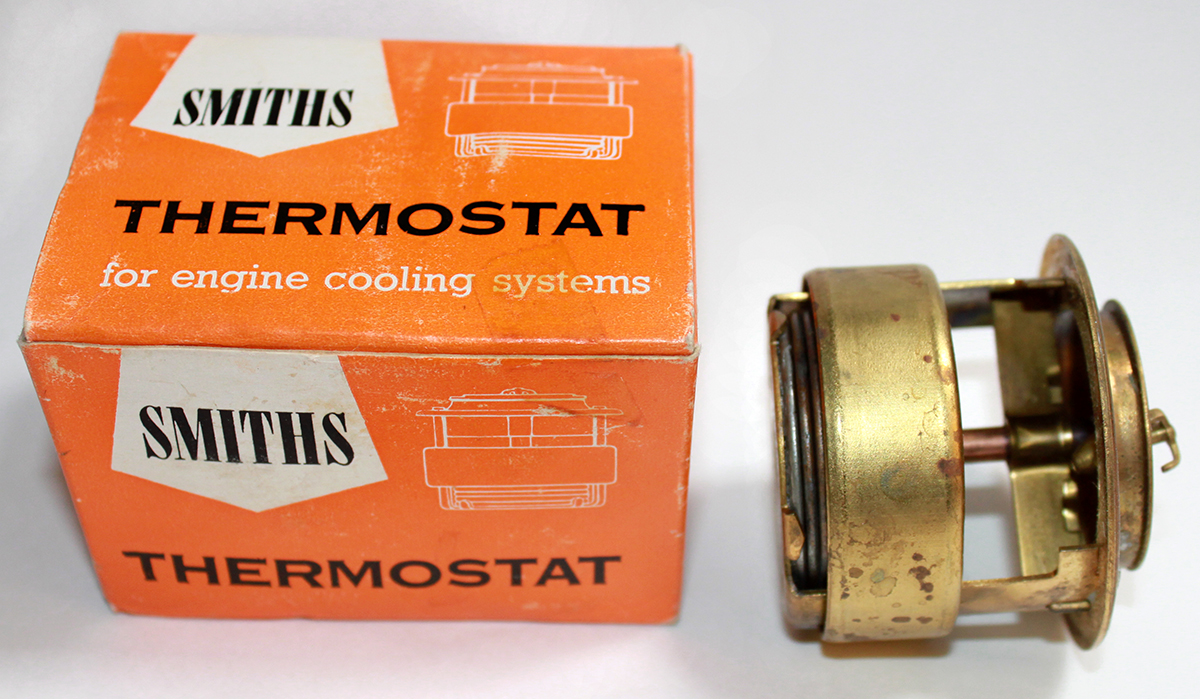 SMITHS
THERMOSTAT
for engine cooling systems
SMITHS
THERMOSTAT